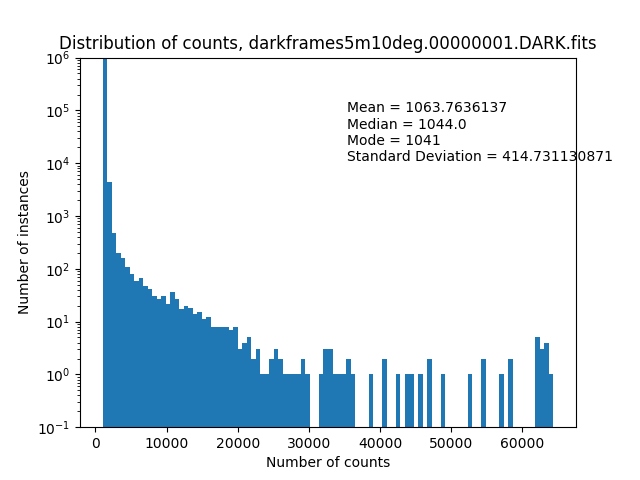 Distribution of counts, darkframes5m10deg.00000001.DARK.fits
10^6
10^5
10^4
10^3
10^2
10^1
10^0
10^−1
Number of instances
Mean = 1063.7636137
Median = 1044.0
Mode = 1041
Standard Deviation = 414.731130871
0 10000 20000 30000 40000 50000 60000
Number of counts